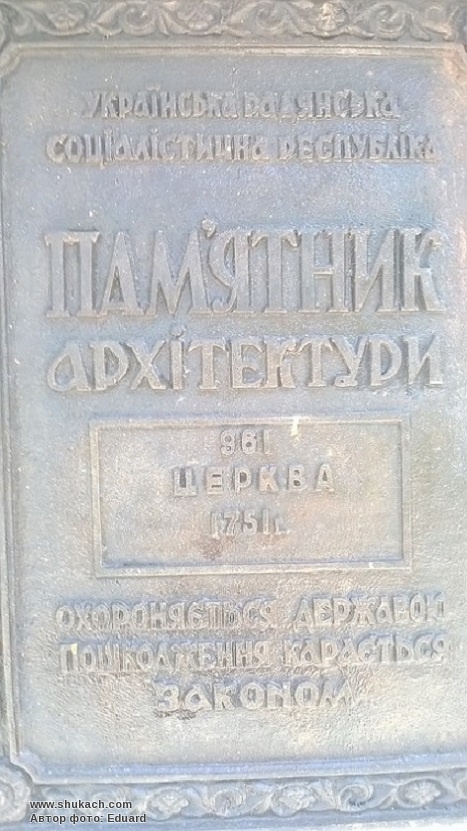 УКРАЇНСЬКА РАДЯНСЬКА
СОЦІАЛІСТИЧНА РЕСПУБЛІКА
ПАМ'ЯТНИК
АРХІТЕКТУРИ
961
ЦЕРКВА
1751 г.
ОХОРОНЯЄТЬСЯ ДЕРЖАВОЮ
ПОШКОДЖЕННЯ КАРАЄТЬСЯ
ЗАКОНОМ
www.shukach.com
Автор фото: Eduard